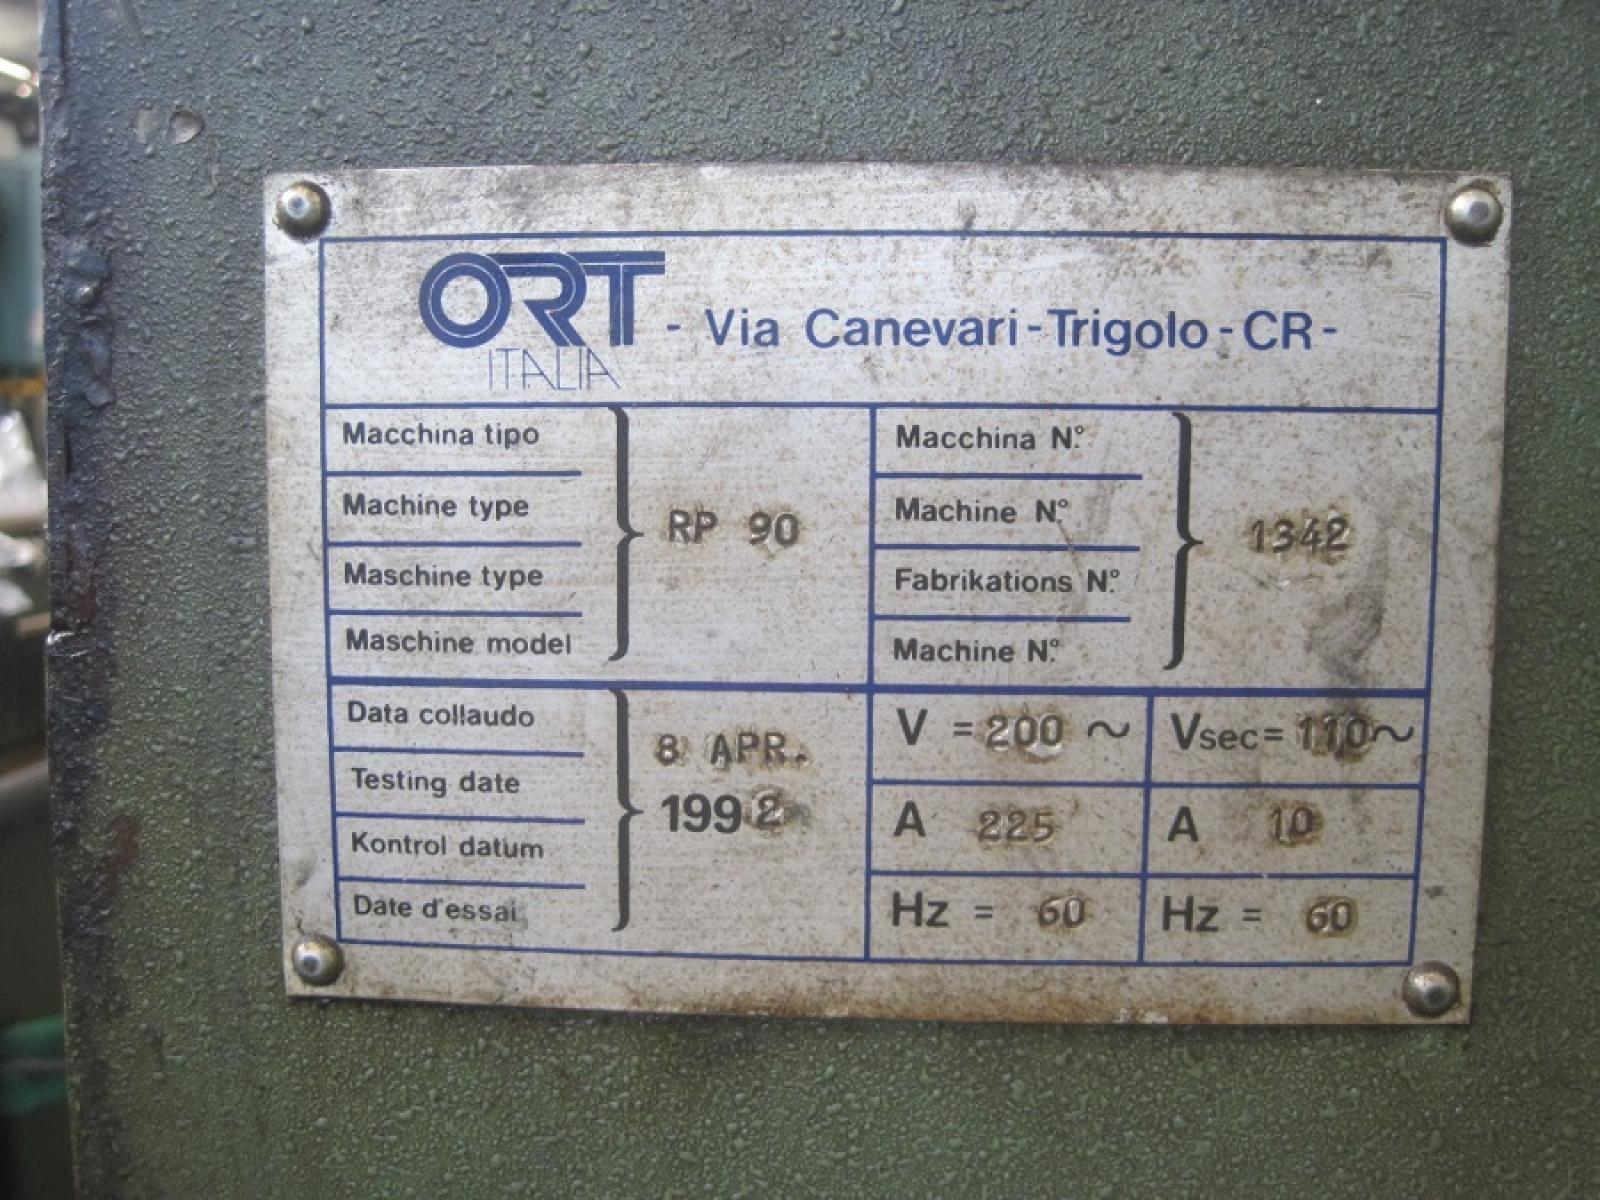 ORT - Via Canevari - Trigolo - CR -
ITALIA
Macchina tipo
Machine type
Maschine type
Maschine model
RP 90
Macchina N.º
Machine N.º
Fabrikations N.º
Machine N.º
1342
Data collaudo
Testing date
Kontrol datum
Date d'essai
8 APR.
1992
V = 200 ~
A 225
Hz = 60
Vsec = 110 ~
A 10
Hz = 60